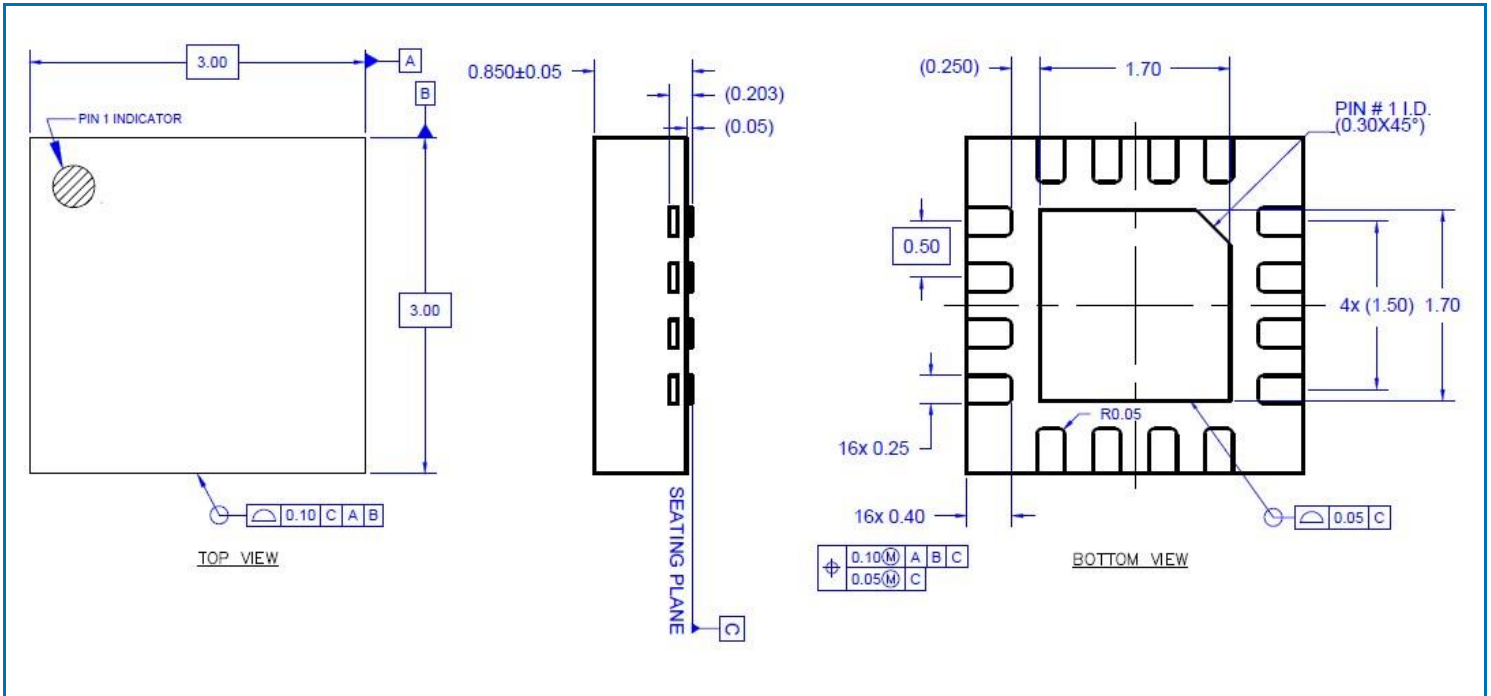 3.00
A
B
PIN 1 INDICATOR
3.00
0.10 C A B
TOP VIEW
0.850±0.05
(0.203)
(0.05)
SEATING PLANE
C
(0.250)
1.70
PIN # 1 I.D.
(0.30X45°)
0.50
4x (1.50) 1.70
R0.05
16x 0.25
16x 0.40
0.10Ⓜ A B C
0.05Ⓜ C
0.05 C
BOTTOM VIEW